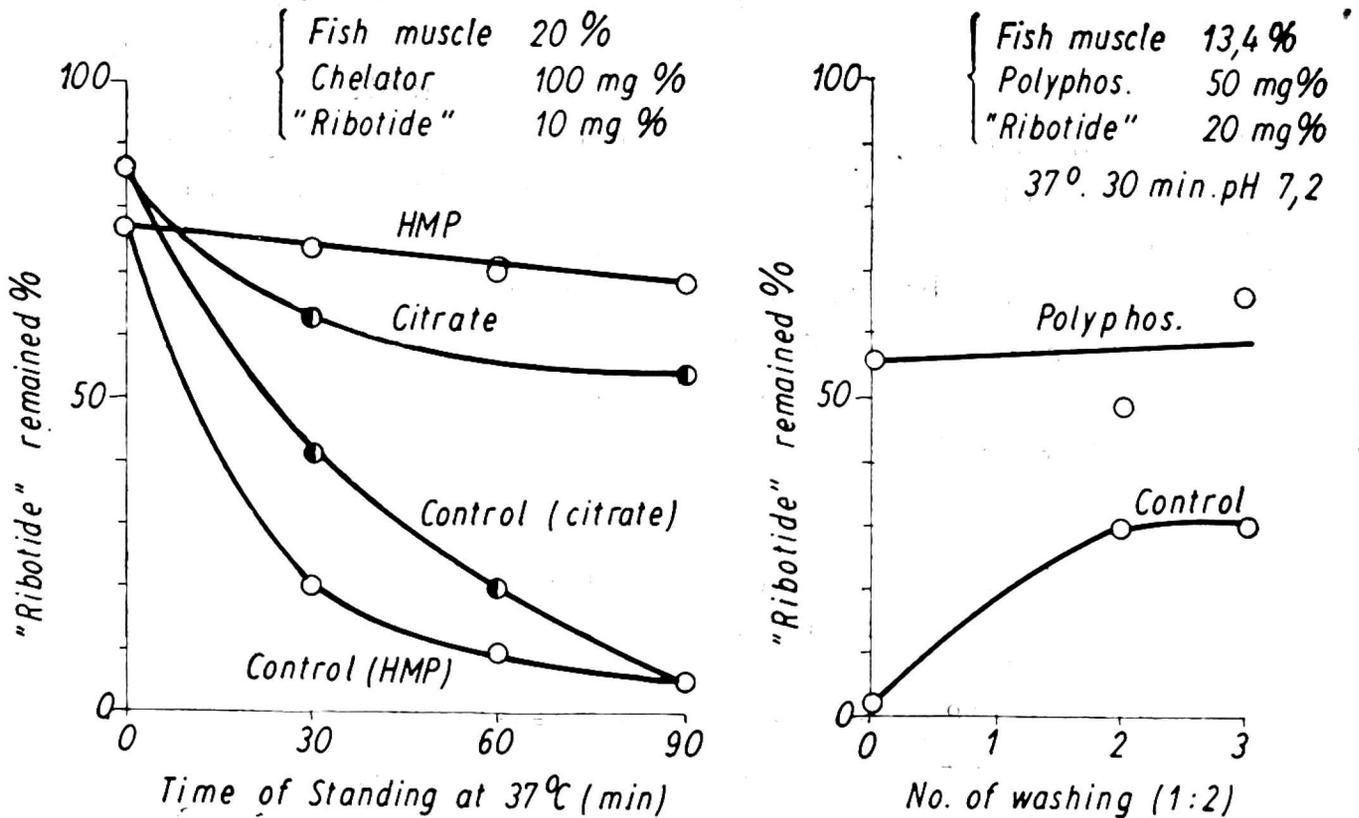 Fish muscle 20 %
Chelator 100 mg %
"Ribotide" 10 mg %
100
50
0
"Ribotide" remained %
HMP
Citrate
Control (citrate)
Control (HMP)
0 30 60 90
Time of Standing at 37°C (min)
Fish muscle 13,4 %
Polyphos. 50 mg%
"Ribotide" 20 mg%
37°. 30 min. pH 7,2
100
50
0
"Ribotide" remained %
Polyphos.
Control
0 1 2 3
No. of washing (1:2)